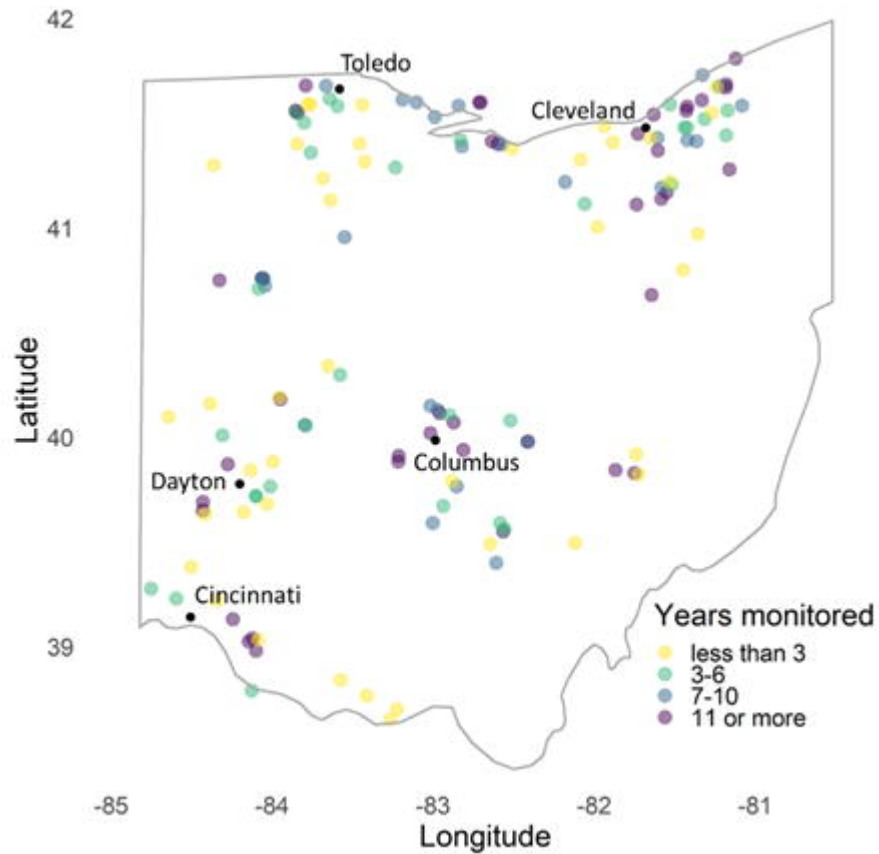 42
Toledo
Cleveland
41
Latitude
40
Columbus
Dayton
Cincinnati
39
Years monitored
less than 3
3-6
7-10
11 or more
-85 -84 -83 -82 -81
Longitude